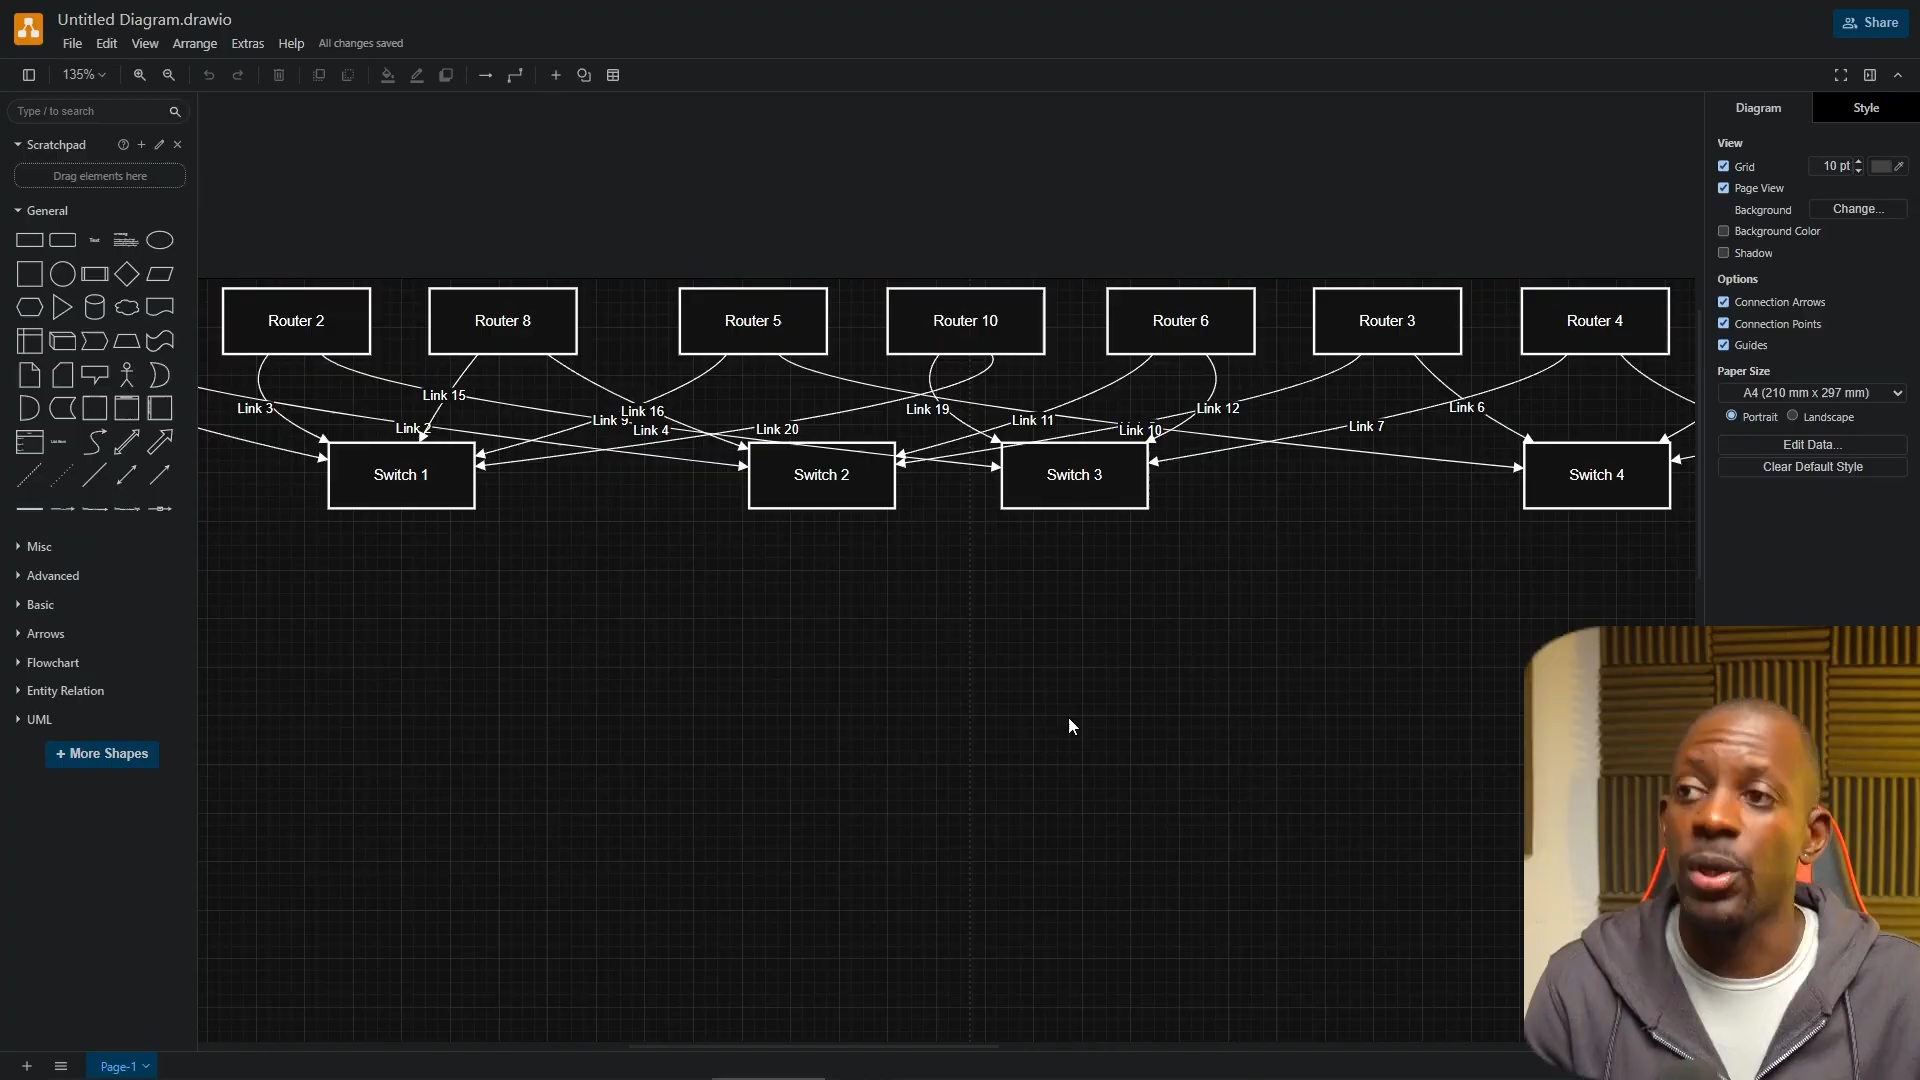 Untitled Diagram.drawio
Share
File Edit View Arrange Extras Help All changes saved
135%
Type / to search
Diagram Style
Scratchpad
Drag elements here
View
Grid 10 pt
Page View
Background Change...
Background Color
Shadow
General
Text
Options
Connection Arrows
Connection Points
Guides
Paper Size
A4 (210 mm x 297 mm)
Portrait Landscape
Edit Data...
Clear Default Style
Router 2 Router 8 Router 5 Router 10 Router 6 Router 3 Router 4
Link 15
Link 3 Link 16 Link 19 Link 12 Link 6
Link 9 Link 11
Link 2 Link 4 Link 20 Link 10 Link 7
Switch 1 Switch 2 Switch 3 Switch 4
Misc
Advanced
Basic
Arrows
Flowchart
Entity Relation
UML
+ More Shapes
Page-1